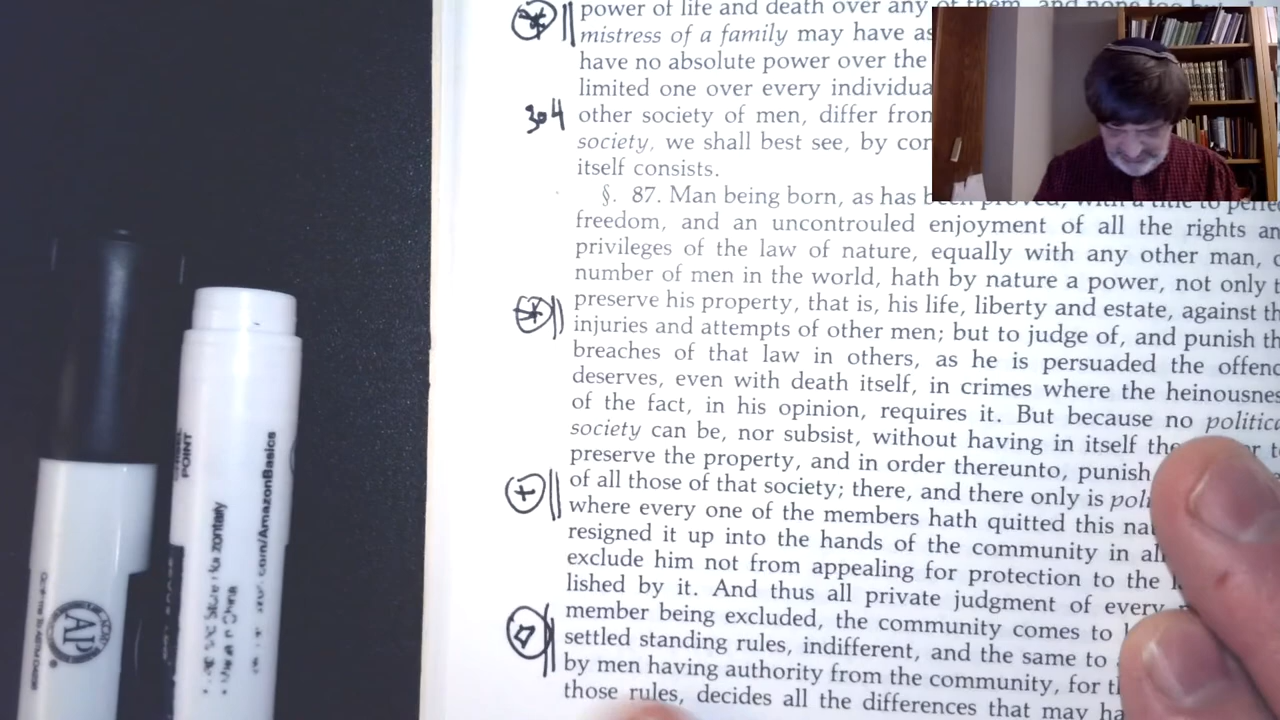 power of life and death over any of them, and none too
mistress of a family may have as
have no absolute power over the
limited one over every individua
304
other society of men, differ from
society, we shall best see, by con
itself consists.
§. 87. Man being born, as has been proved, with a title to perfe
freedom, and an uncontrouled enjoyment of all the rights an
privileges of the law of nature, equally with any other man, o
number of men in the world, hath by nature a power, not only t
preserve his property, that is, his life, liberty and estate, against th
injuries and attempts of other men; but to judge of, and punish th
breaches of that law in others, as he is persuaded the offenc
deserves, even with death itself, in crimes where the heinousnes
of the fact, in his opinion, requires it. But because no politica
society can be, nor subsist, without having in itself the
preserve the property, and in order thereunto, punish
of all those of that society; there, and there only is poli
where every one of the members hath quitted this na
resigned it up into the hands of the community in al
exclude him not from appealing for protection to the
lished by it. And thus all private judgment of every
member being excluded, the community comes to
settled standing rules, indifferent, and the same to
by men having authority from the community, for th
those rules, decides all the differences that may ha
POINT
.com/AmazonBasics
AP